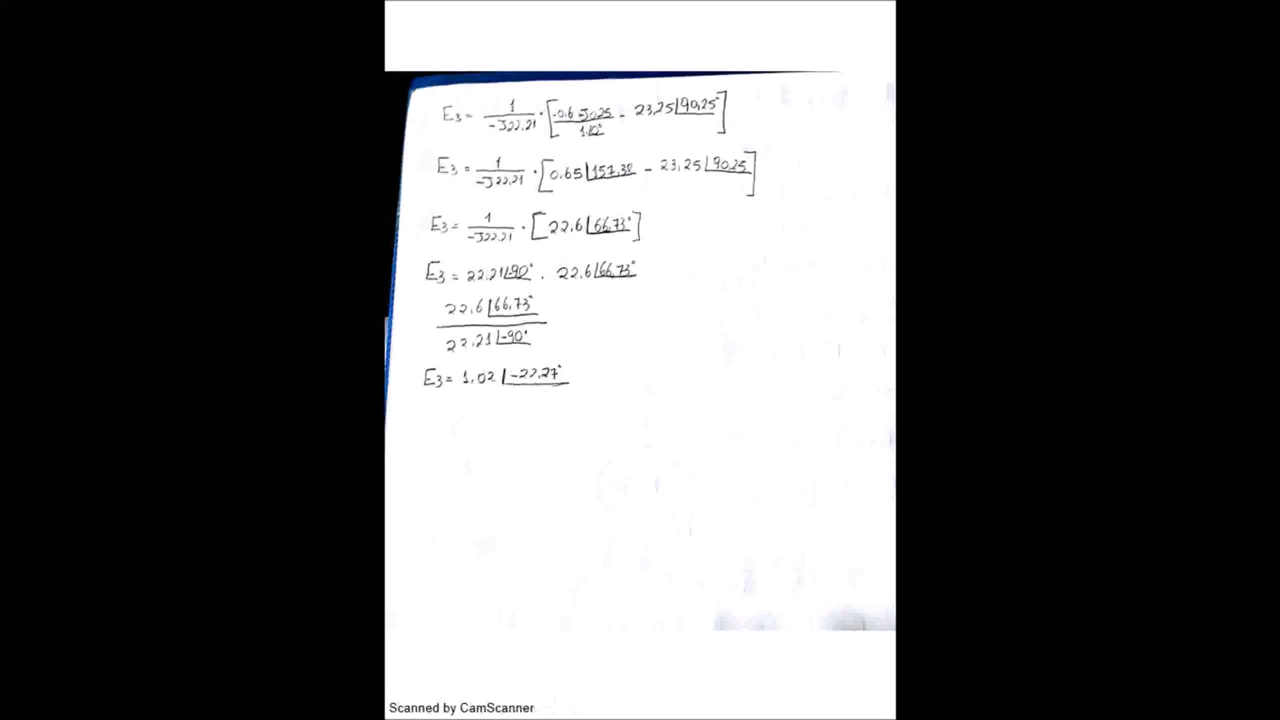 E3 = 1/-J22,21 · [-0.6-J0,25/1∠0° - 23,25∠90,25°]
E3 = 1/-J22,21 · [0,65∠157,38 - 23,25∠90,25]
E3 = 1/-J22,21 · [22,6∠66,73°]
E3 = 22,21∠-90° . 22,6∠66,73°
22,6∠66,73°
22,21∠-90°
E3 = 1,02∠-22,27°
Scanned by CamScanner